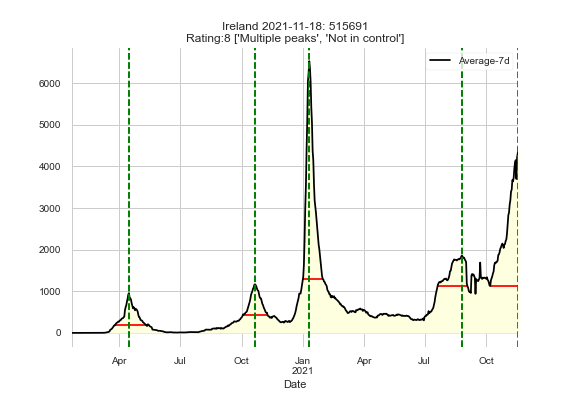 Ireland 2021-11-18: 515691
Rating:8 ['Multiple peaks', 'Not in control']
Average-7d
6000
5000
4000
3000
2000
1000
0
Apr Jul Oct Jan Apr Jul Oct
2021
Date